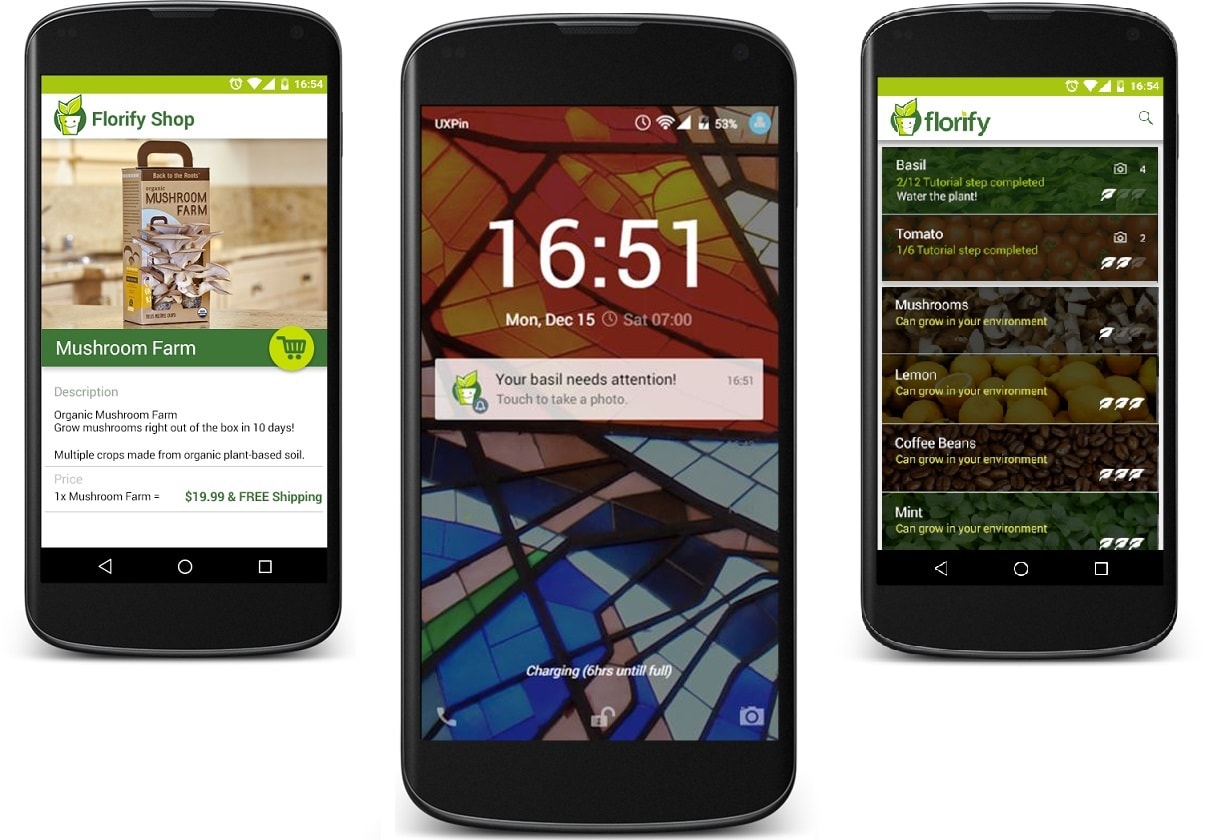 16:54
Florify Shop
Back to the Roots
organic
MUSHROOM
FARM
Mushroom Farm
Description
Organic Mushroom Farm
Grow mushrooms right out of the box in 10 days!
Multiple crops made from organic plant-based soil.
Price
1x Mushroom Farm = $19.99 & FREE Shipping
UXPin 53%
16:51
Mon, Dec 15 Sat 07:00
Your basil needs attention! 16:51
Touch to take a photo.
Charging (6hrs untill full)
16:54
florify
Basil 4
2/12 Tutorial step completed
Water the plant!
Tomato 2
1/6 Tutorial step completed
Mushrooms
Can grow in your environment
Lemon
Can grow in your environment
Coffee Beans
Can grow in your environment
Mint
Can grow in your environment